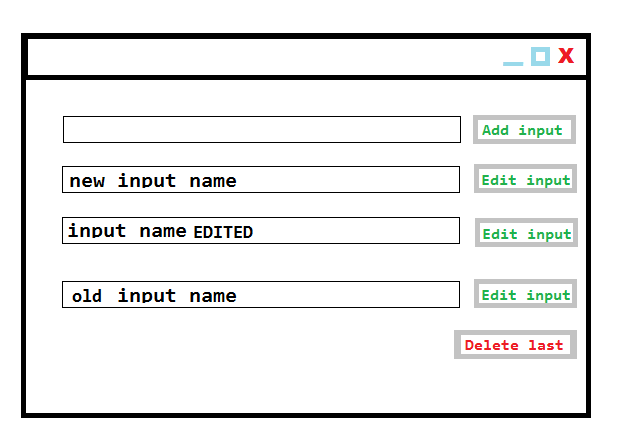 X
Add input
new input name Edit input
input name EDITED Edit input
old input name Edit input
Delete last